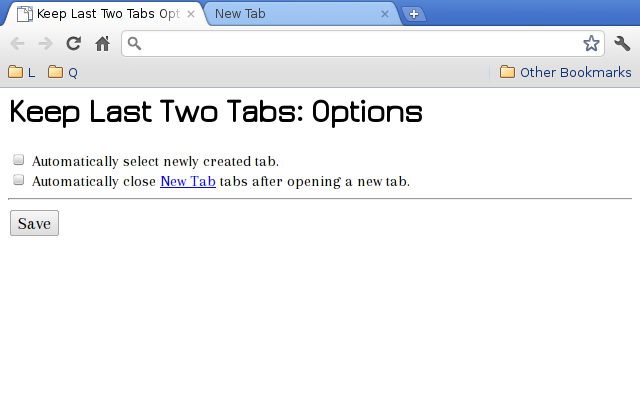 Keep Last Two Tabs Opt
New Tab
L
Q
Other Bookmarks
Keep Last Two Tabs: Options
Automatically select newly created tab.
Automatically close New Tab tabs after opening a new tab.
Save